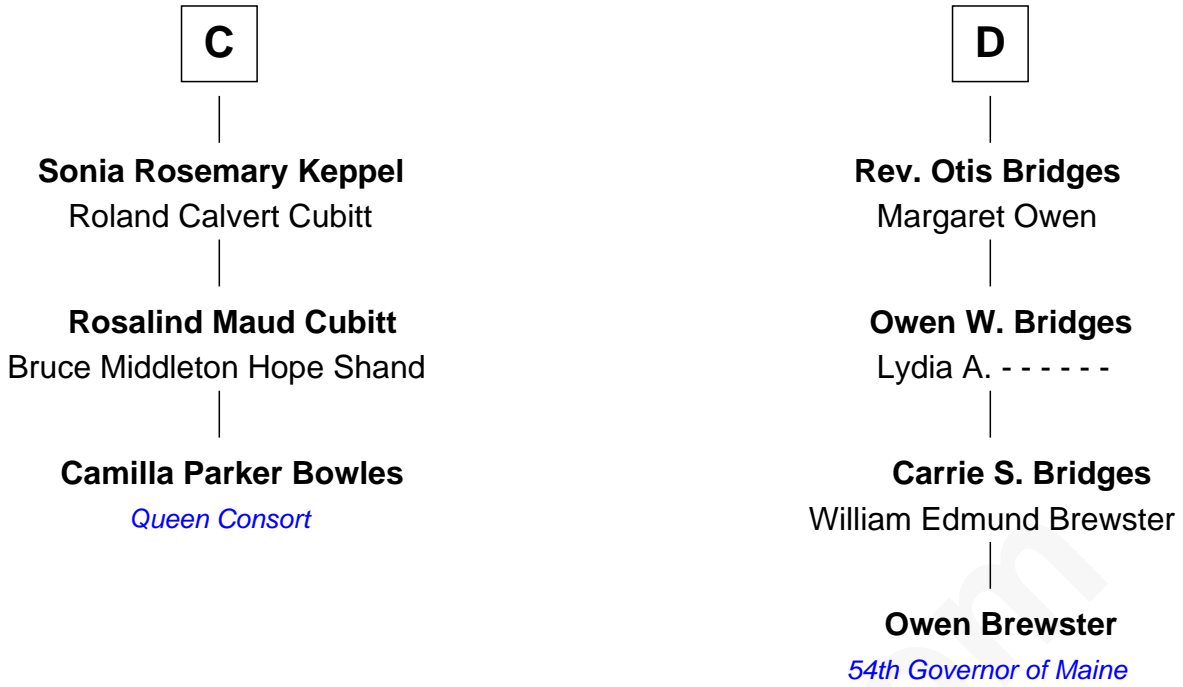 C
Sonia Rosemary Keppel
Roland Calvert Cubitt
Rosalind Maud Cubitt
Bruce Middleton Hope Shand
Camilla Parker Bowles
Queen Consort
D
Rev. Otis Bridges
Margaret Owen
Owen W. Bridges
Lydia A. - - - - - -
Carrie S. Bridges
William Edmund Brewster
Owen Brewster
54th Governor of Maine